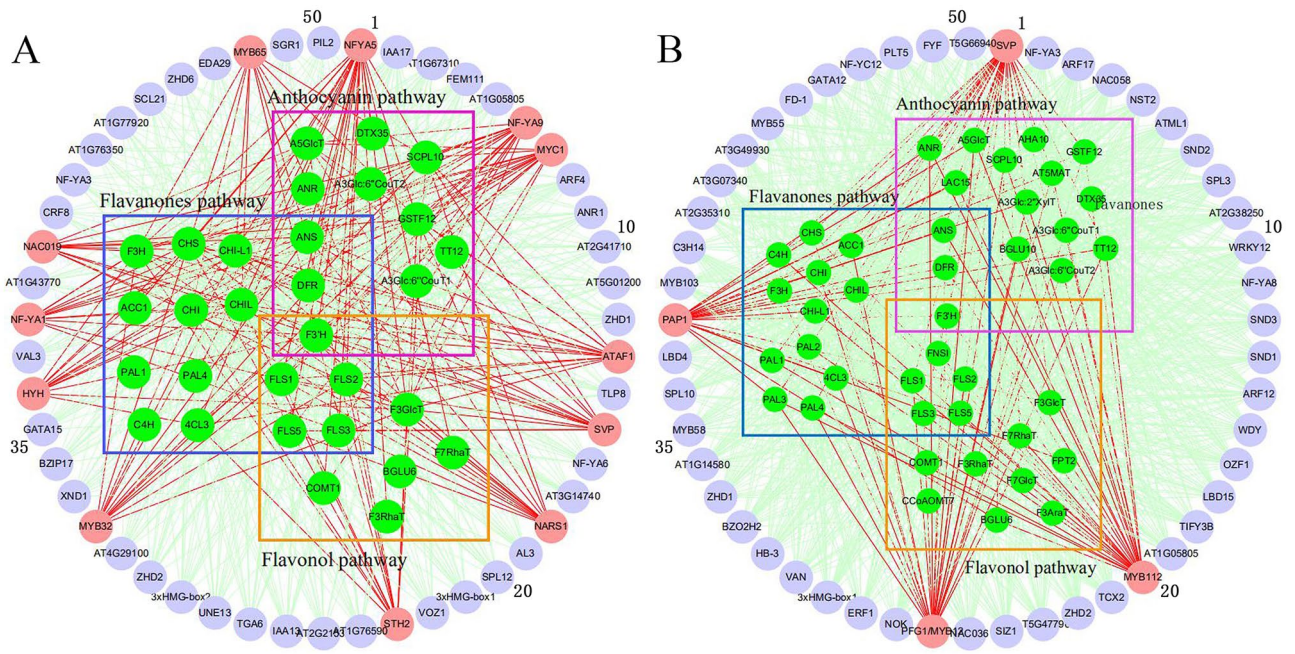 A
50
1
MYB65
SGR1
PIL2
NFYA5
IAA17
AT1G67310
FEM111
AT1G05805
NF-YA9
MYC1
ARF4
ANR1
10
AT2G41710
AT5G01200
ZHD1
ATAF1
TLP8
SVP
NF-YA6
AT3G14740
NARS1
AL3
20
SPL12
3xHMG-box1
VOZ1
STH2
AT1G76590
IAA13
TGA6
UNE13
3xHMG-box2
ZHD2
AT4G29100
MYB32
XND1
BZIP17
35
GATA15
HYH
VAL3
NF-YA1
AT1G43770
NAC019
CRF8
NF-YA3
AT1G76350
AT1G77920
SCL21
ZHD6
EDA29
Anthocyanin pathway
A5GlcT
DTX35
SCPL10
ANR
A3Glc:6"CouT2
GSTF12
ANS
TT12
DFR
A3Glc:6"CouT1
F3'H
Flavanones pathway
F3H
CHS
CHI-L1
ACC1
CHI
CHIL
PAL1
PAL4
C4H
4CL3
FLS1
FLS2
FLS5
FLS3
F3GlcT
F7RhaT
BGLU6
COMT1
F3RhaT
Flavonol pathway
B
50
1
PLT5
FYF
T5G66940
SVP
NF-YA3
ARF17
NAC058
NST2
ATML1
SND2
SPL3
AT2G38250
10
WRKY12
NF-YA8
SND3
SND1
ARF12
WDY
OZF1
LBD15
TIFY3B
AT1G05805
MYB112
20
TCX2
ZHD2
T5G4779
SIZ1
NAC036
PFG1/MYB12
NOK
ERF1
3xHMG-box1
VAN
HB-3
BZO2H2
ZHD1
AT1G14580
35
MYB58
SPL10
LBD4
PAP1
MYB103
C3H14
AT2G35310
AT3G07340
AT3G49930
MYB55
FD-1
GATA12
NF-YC12
Anthocyanin pathway
ANR
A5GlcT
AHA10
SCPL10
GSTF12
AT5MAT
LAC15
A3Glc:2"XylT
DTX35
lavanones
ANS
A3Glc:6"CouT1
BGLU10
TT12
DFR
A3Glc:6"CouT2
F3'H
Flavanones pathway
CHS
ACC1
C4H
CHI
F3H
CHIL
CHI-L1
PAL2
PAL1
4CL3
PAL3
PAL4
FNSI
FLS1
FLS2
FLS3
FLS5
F3GlcT
F7RhaT
COMT1
F3RhaT
FPT2
F7GlcT
CCoAOMT7
F3AraT
BGLU6
Flavonol pathway